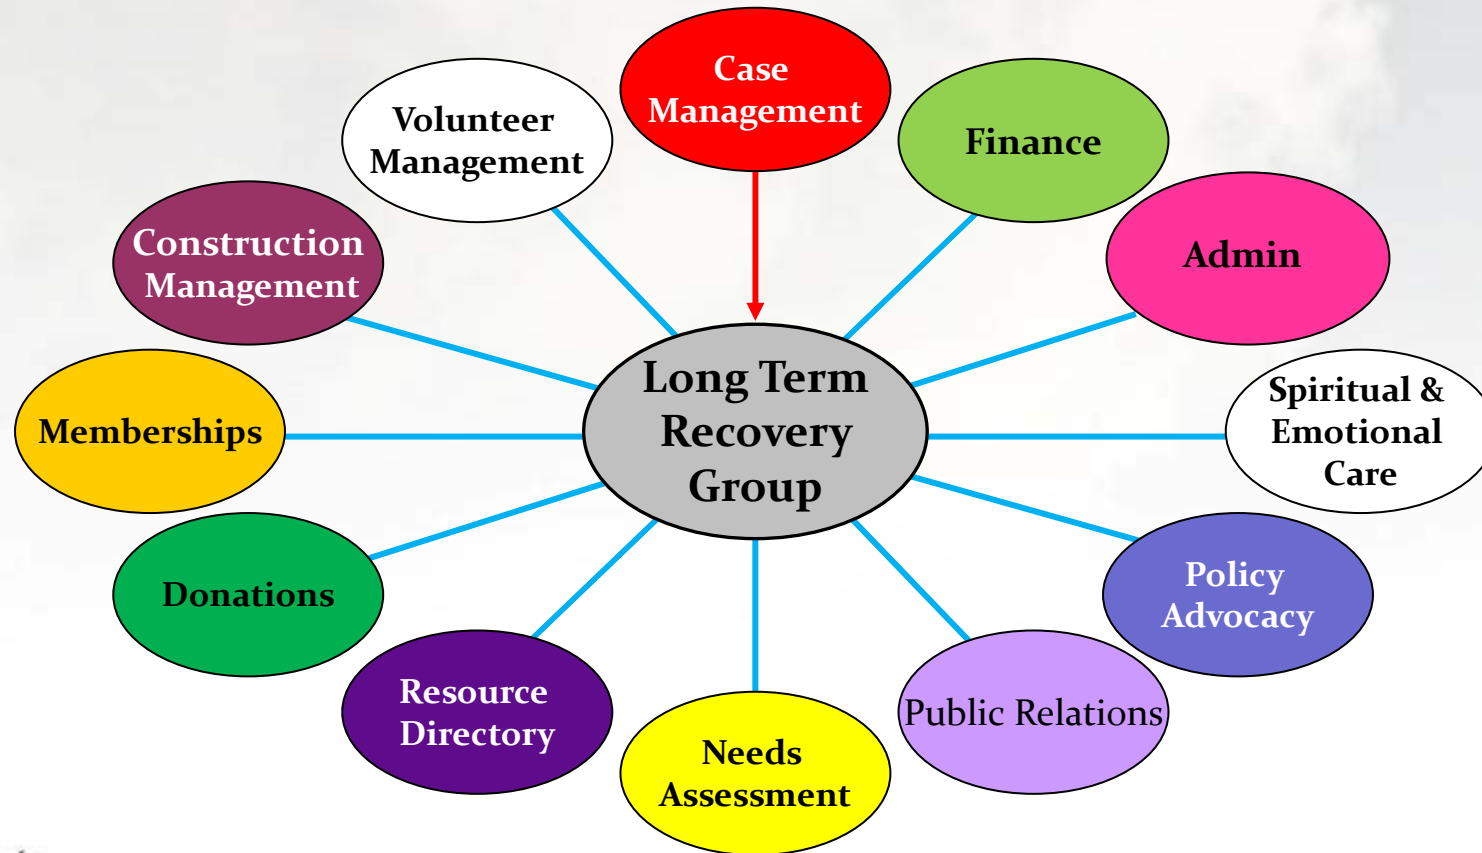 Case
Management
Volunteer
Management
Finance
Construction
Management
Admin
Long Term
Recovery
Group
Memberships
Spiritual &
Emotional
Care
Donations
Policy
Advocacy
Resource
Directory
Public Relations
Needs
Assessment